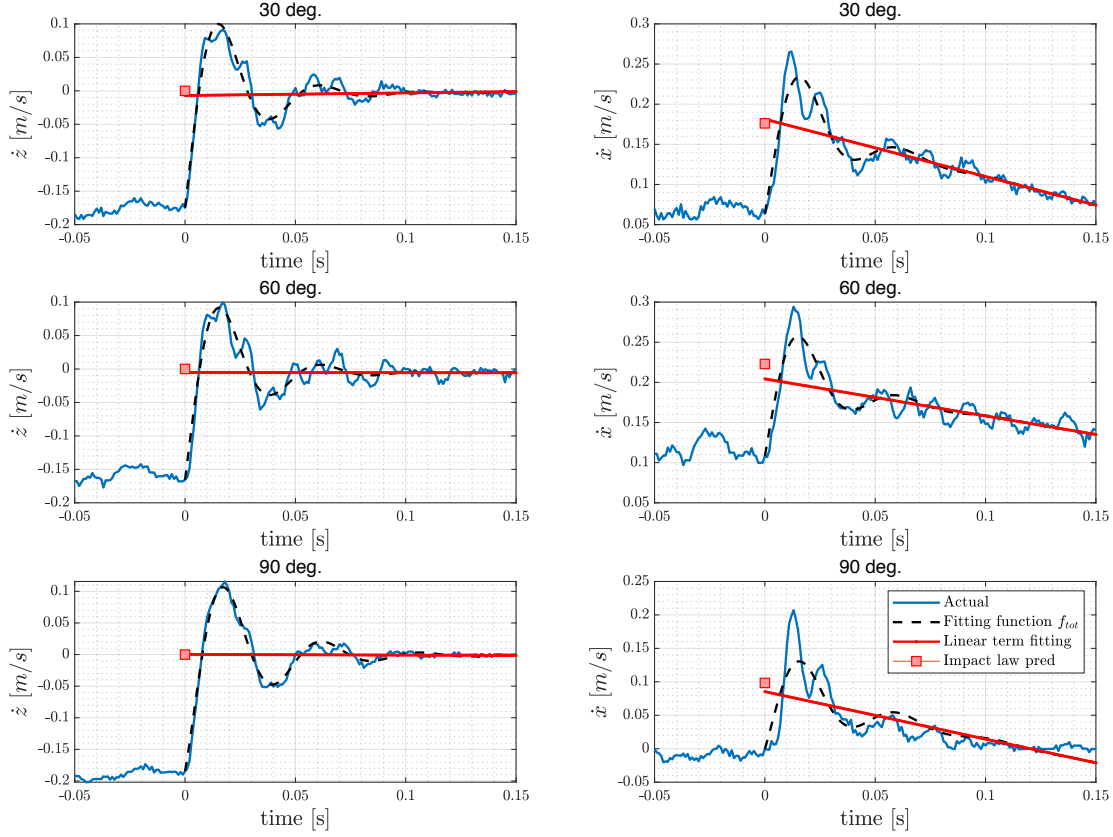 30 deg.
0.1
0.05
0
-0.05
-0.1
-0.15
-0.2
ż [m/s]
-0.05 0 0.05 0.1 0.15
time [s]
30 deg.
0.3
0.25
0.2
0.15
0.1
0.05
ẋ [m/s]
-0.05 0 0.05 0.1 0.15
time [s]
60 deg.
0.1
0.05
0
-0.05
-0.1
-0.15
-0.2
ż [m/s]
-0.05 0 0.05 0.1 0.15
time [s]
60 deg.
0.3
0.25
0.2
0.15
0.1
0.05
ẋ [m/s]
-0.05 0 0.05 0.1 0.15
time [s]
90 deg.
0.1
0.05
0
-0.05
-0.1
-0.15
-0.2
ż [m/s]
-0.05 0 0.05 0.1 0.15
time [s]
90 deg.
0.25
0.2
0.15
0.1
0.05
0
-0.05
ẋ [m/s]
Actual
Fitting function f_tot
Linear term fitting
Impact law pred
-0.05 0 0.05 0.1 0.15
time [s]